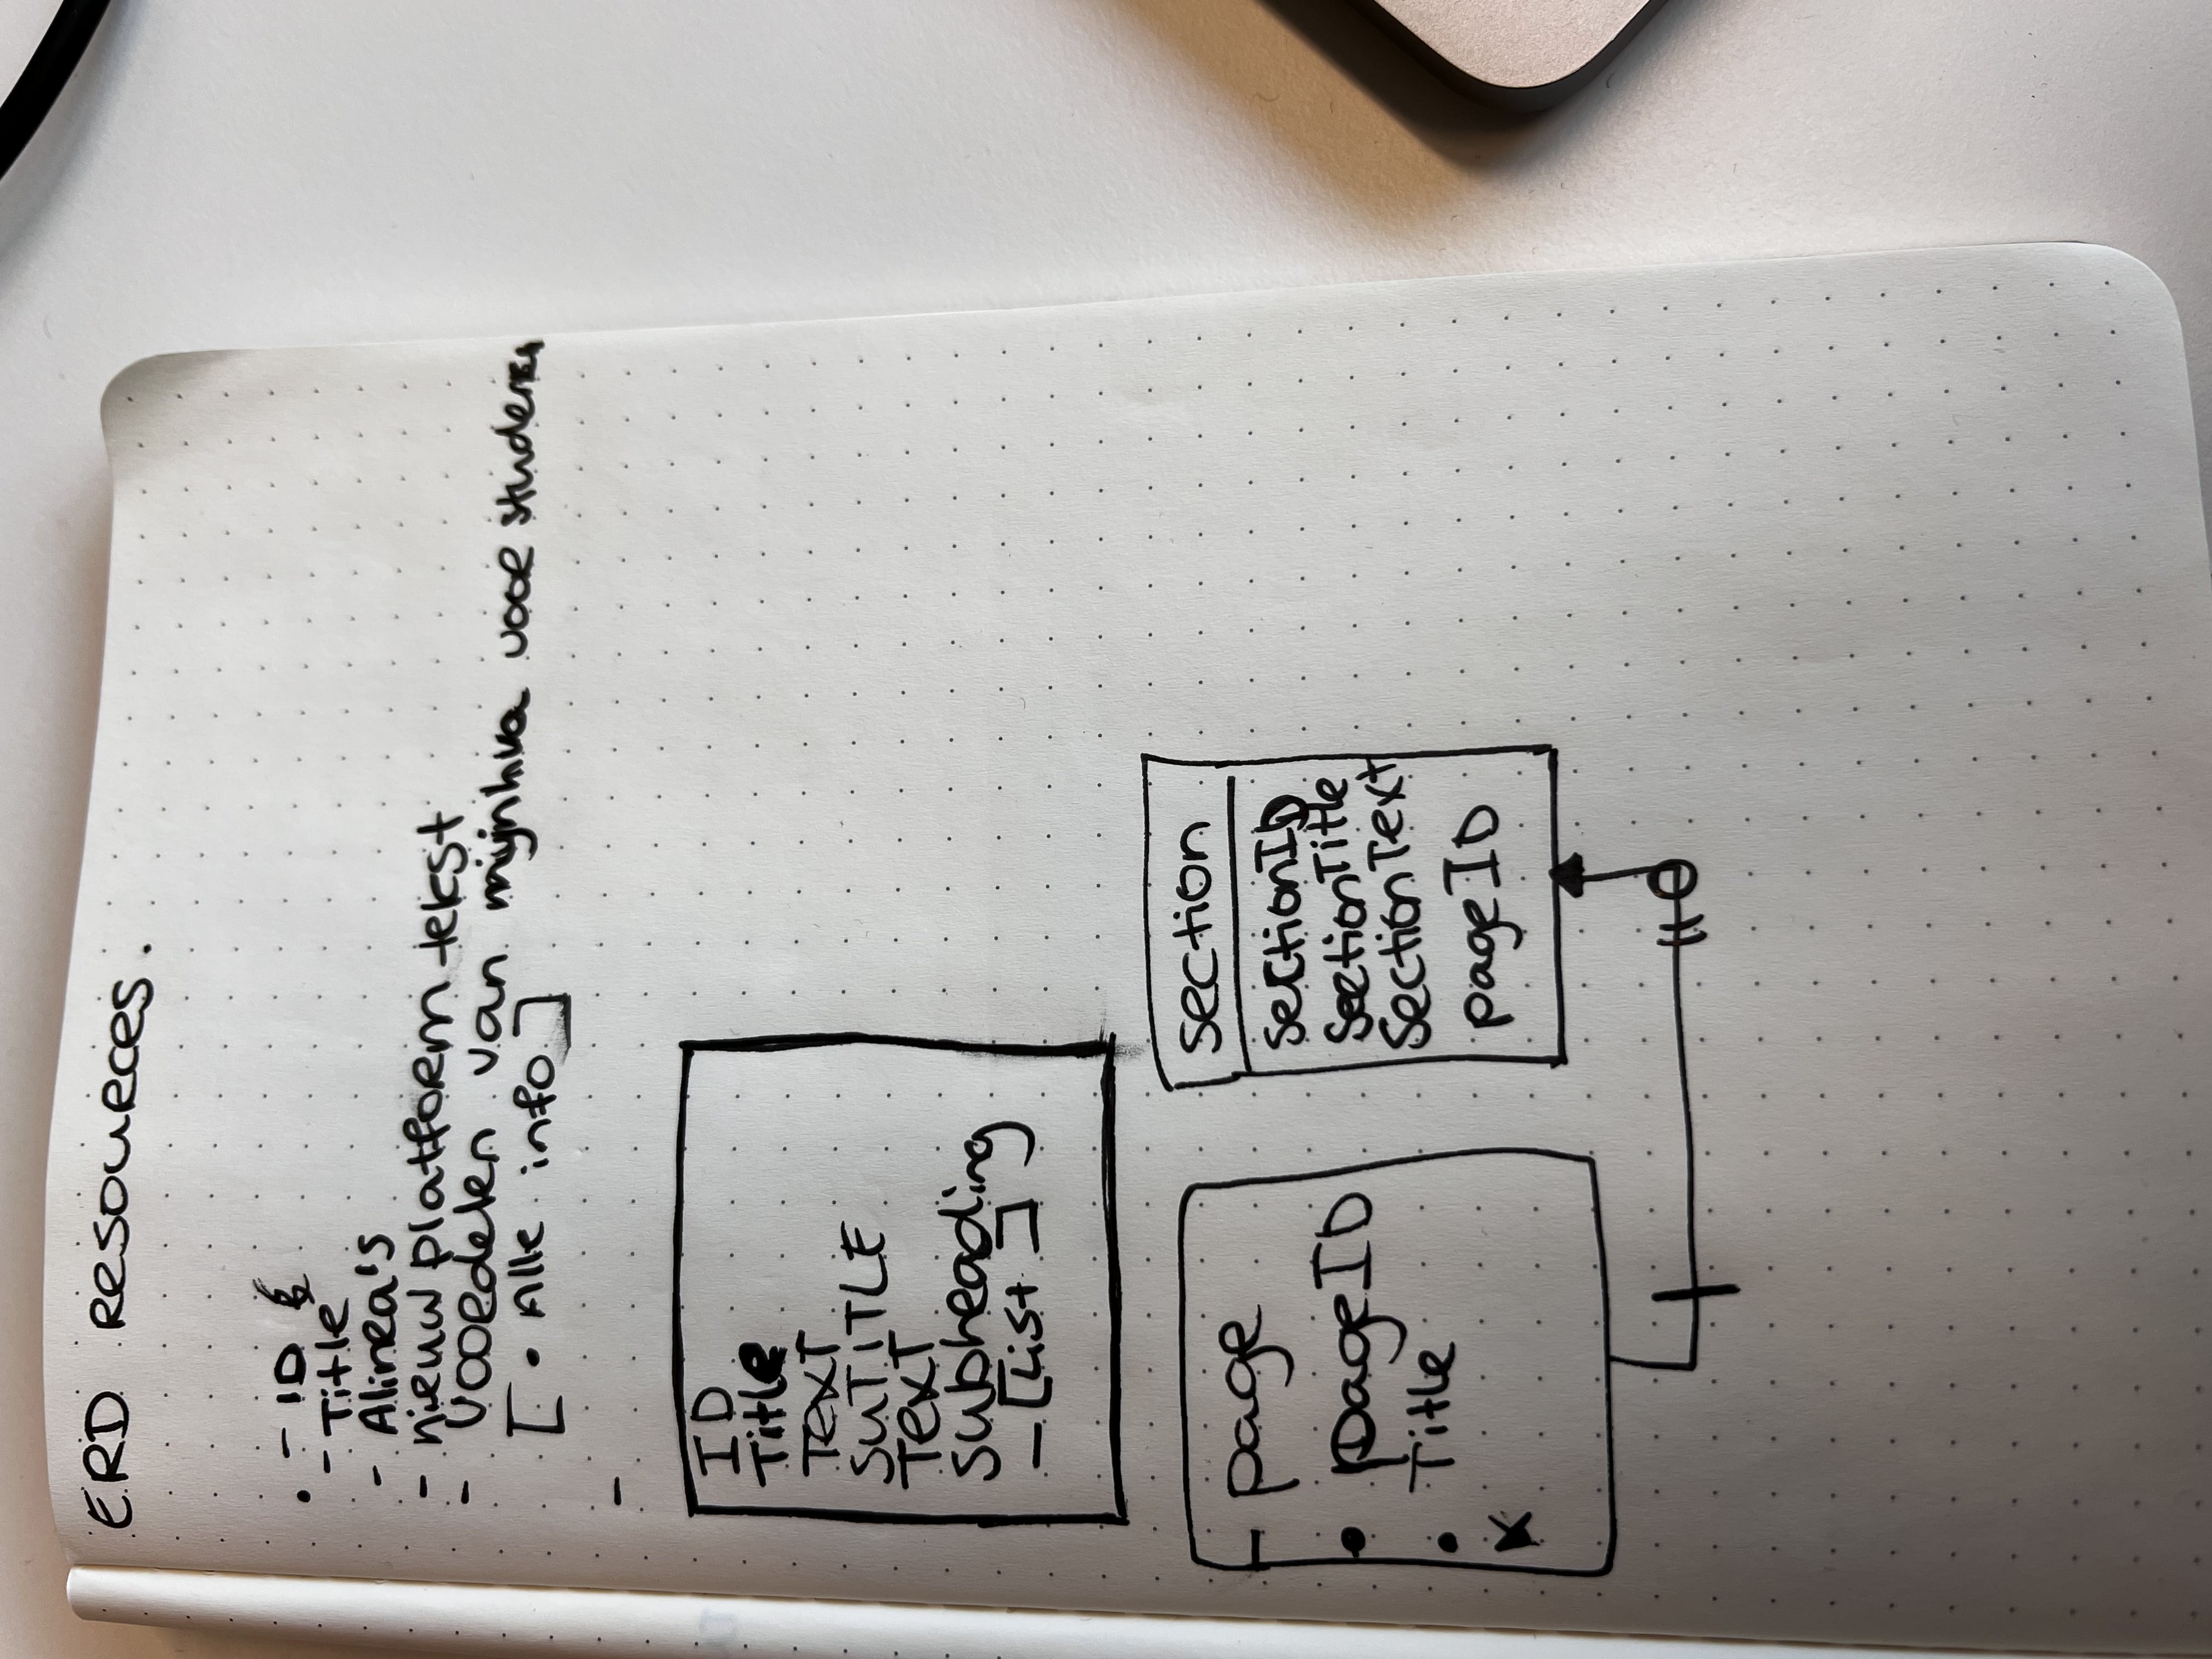 ERD Resources.
- ID
- Title
- Alinea's
- nieuw platform tekst
- Voordelen van mijnhva voor studenten
[ • Alle info ]
-
ID
Title
TEXT
SUTITLE
TEXT
Subheading
- [List ]
page
• pageID
• Title
section
SectionID
SectionTitle
SectionText
pageID